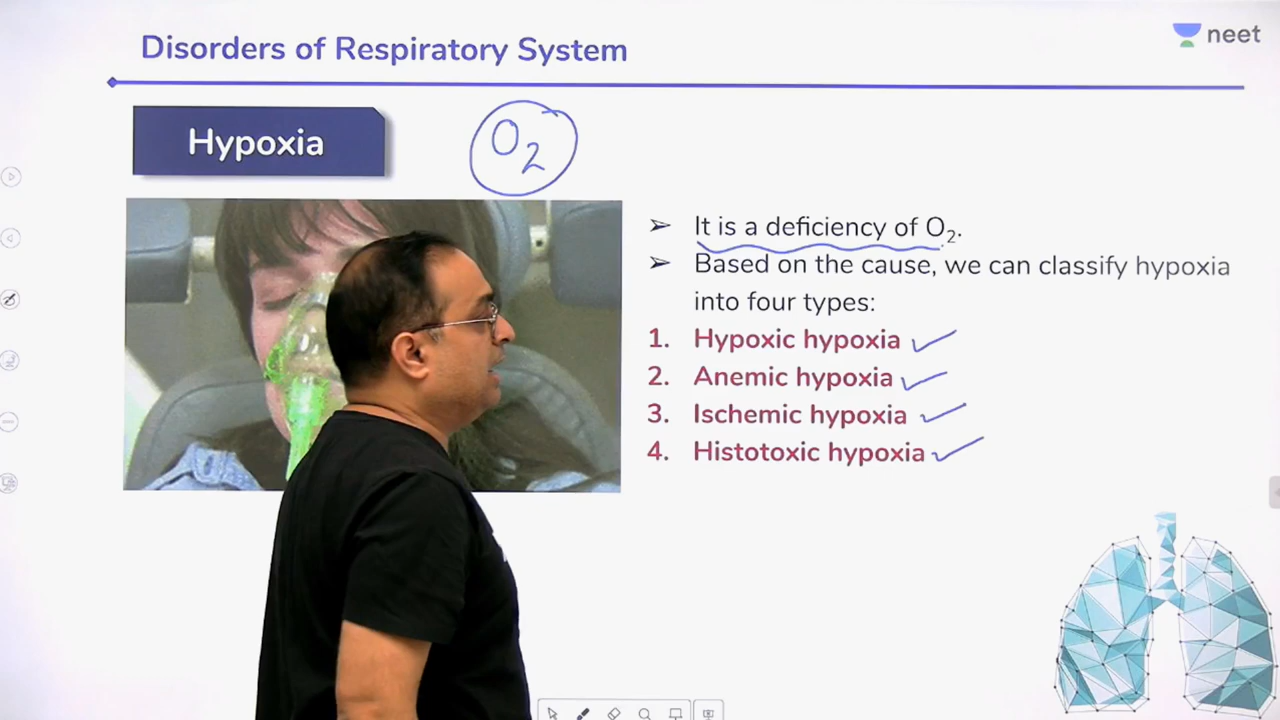 Disorders of Respiratory System
neet
Hypoxia
O2
➢ It is a deficiency of O₂.
➢ Based on the cause, we can classify hypoxia
into four types:
1. Hypoxic hypoxia
2. Anemic hypoxia
3. Ischemic hypoxia
4. Histotoxic hypoxia